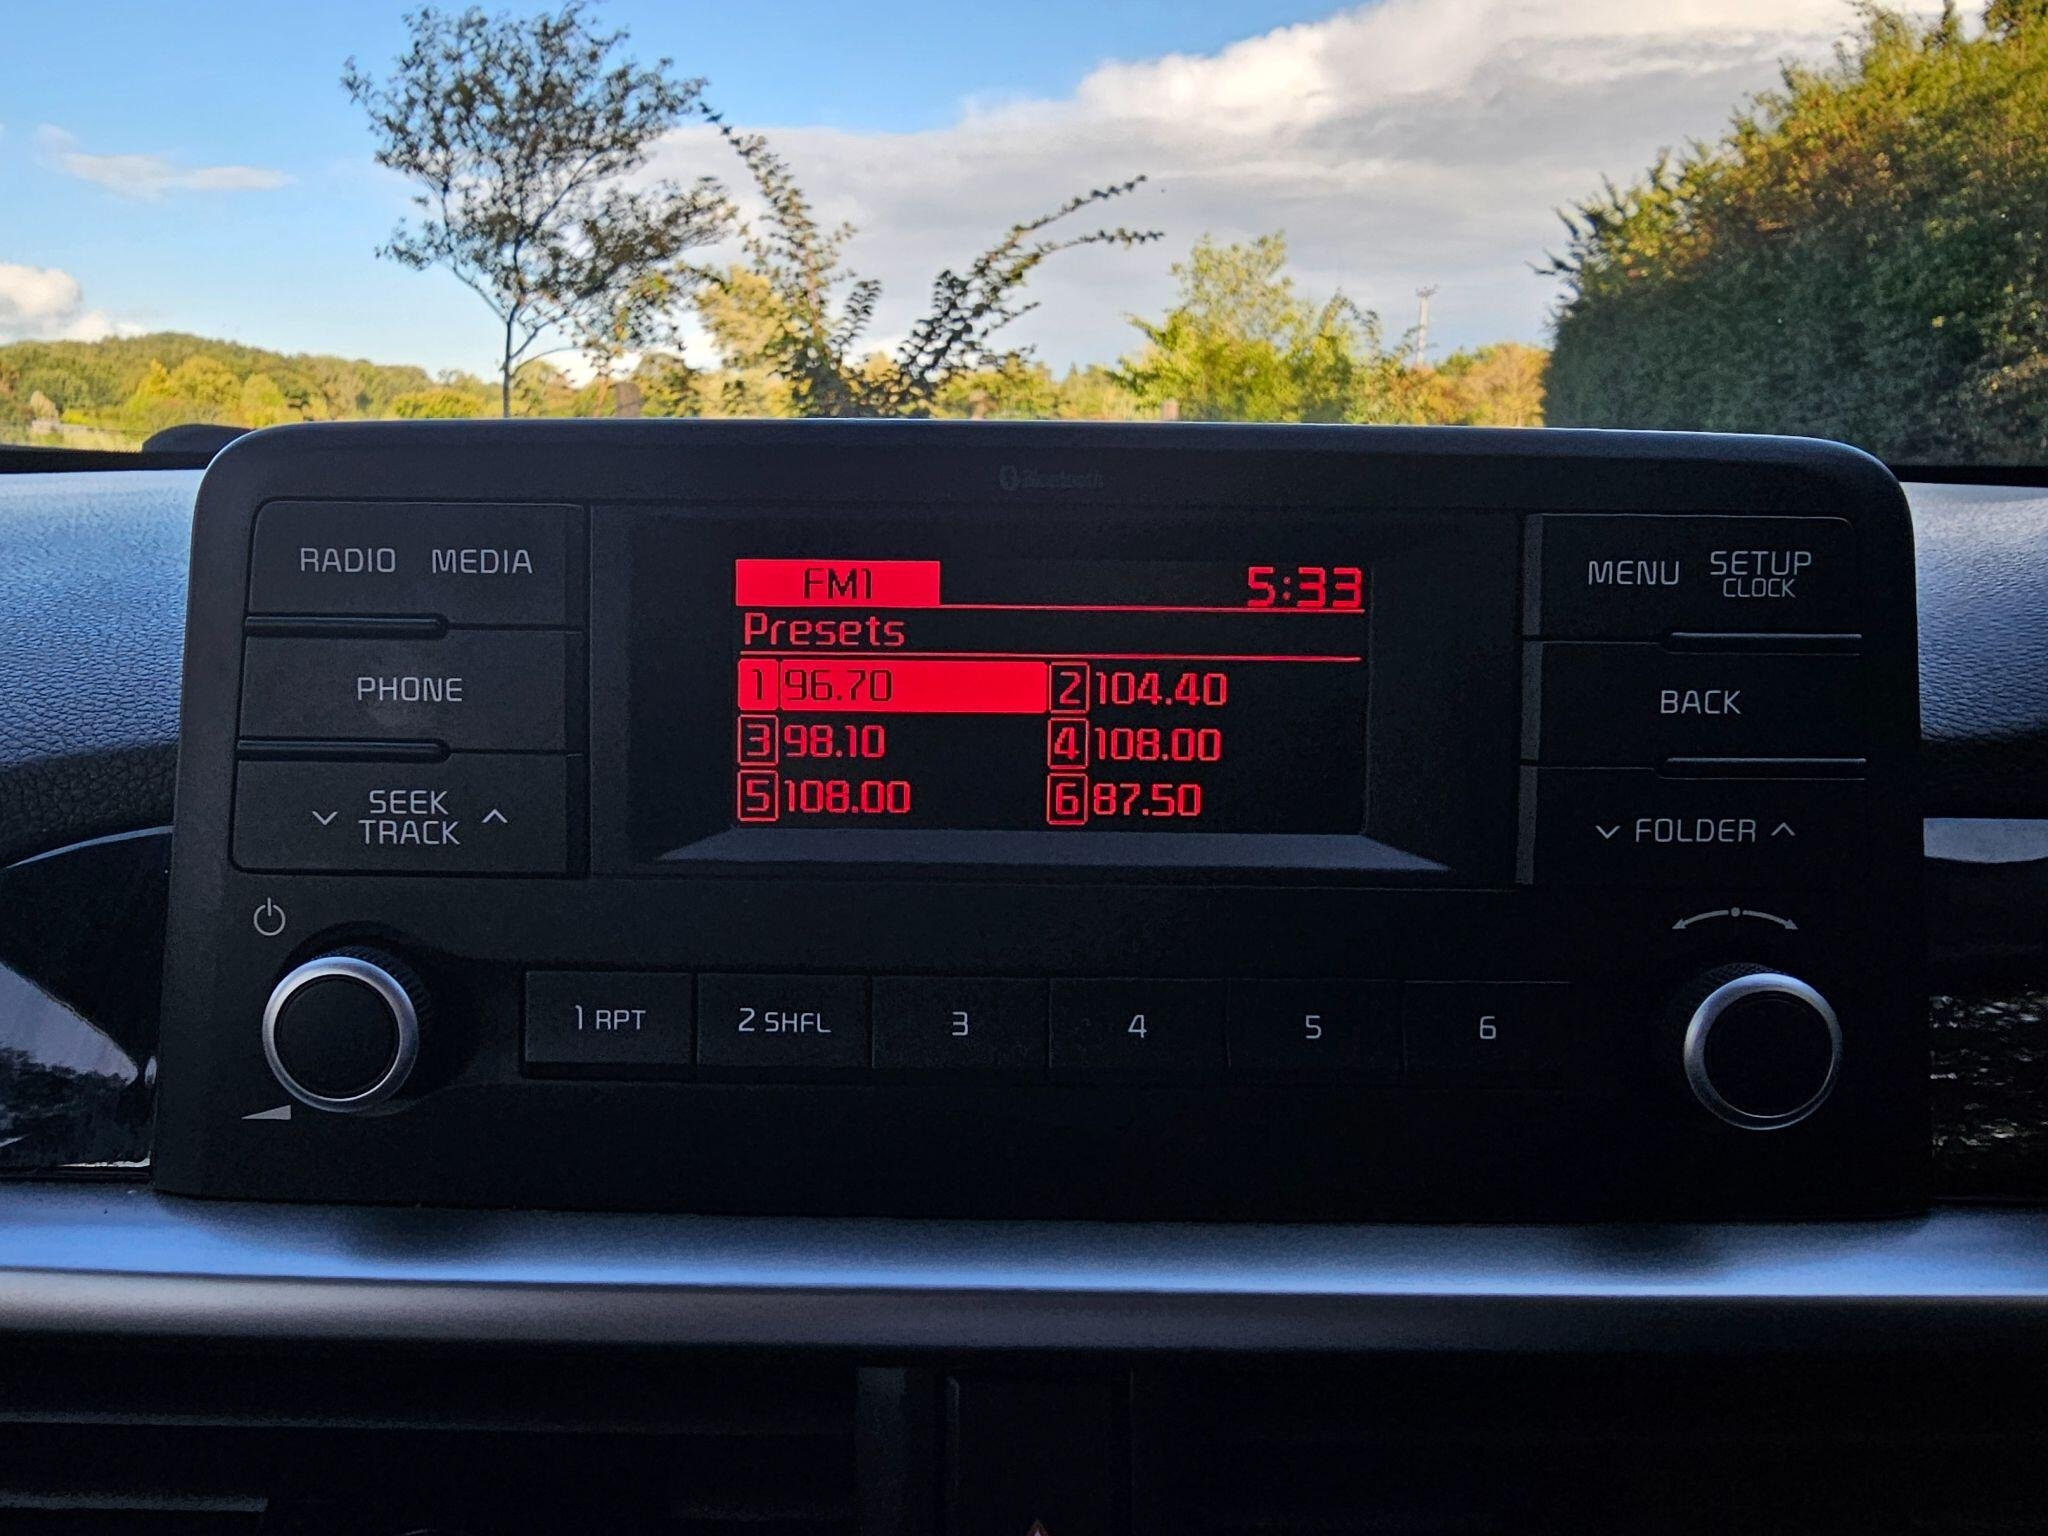 Bluetooth
RADIO MEDIA
PHONE
SEEK
TRACK
FM1 5:33
Presets
1 96.70 2 104.40
3 98.10 4 108.00
5 108.00 6 87.50
MENU SETUP
CLOCK
BACK
FOLDER
1 RPT 2 SHFL 3 4 5 6